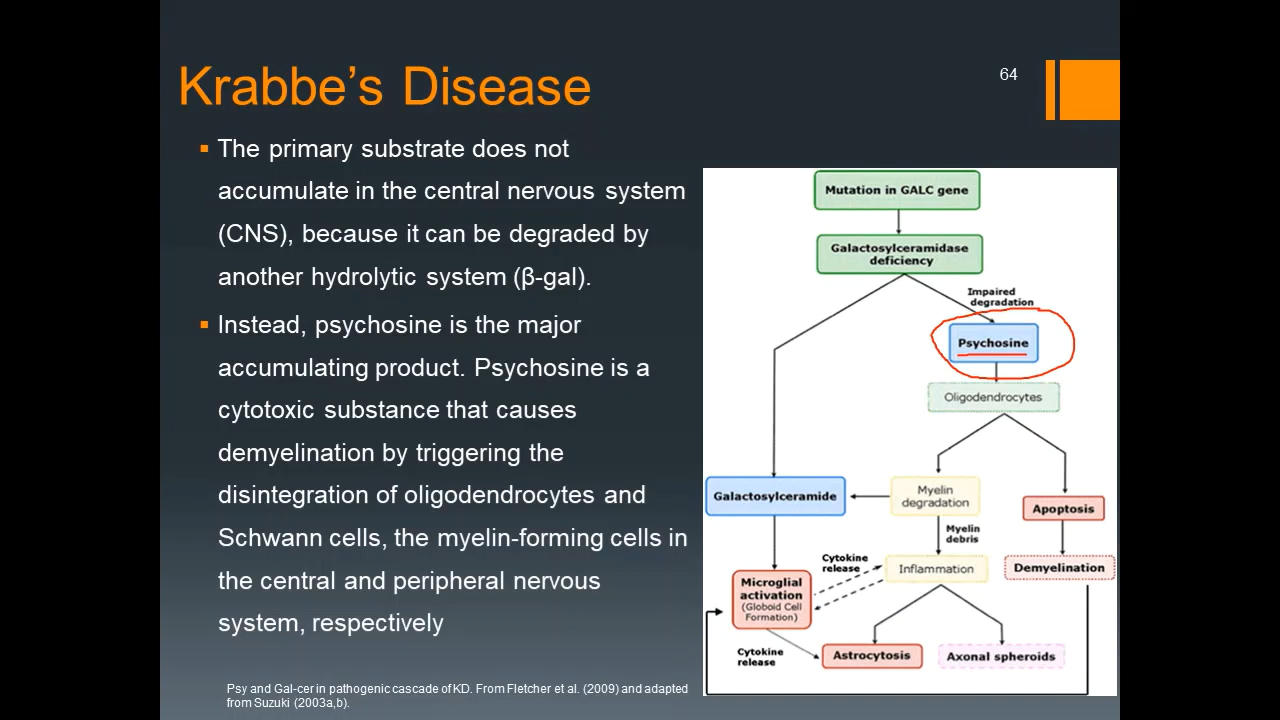 Krabbe's Disease
64
▪ The primary substrate does not
accumulate in the central nervous system
(CNS), because it can be degraded by
another hydrolytic system (β-gal).
▪ Instead, psychosine is the major
accumulating product. Psychosine is a
cytotoxic substance that causes
demyelination by triggering the
disintegration of oligodendrocytes and
Schwann cells, the myelin-forming cells in
the central and peripheral nervous
system, respectively
Mutation in GALC gene
Galactosylceramidase
deficiency
Impaired
degradation
Psychosine
Oligodendrocytes
Galactosylceramide
Myelin
degradation
Apoptosis
Myelin
debris
Cytokine
release
Inflammation
Demyelination
Microglial
activation
(Globoid Cell
Formation)
Cytokine
release
Astrocytosis
Axonal spheroids
Psy and Gal-cer in pathogenic cascade of KD. From Fletcher et al. (2009) and adapted
from Suzuki (2003a,b).